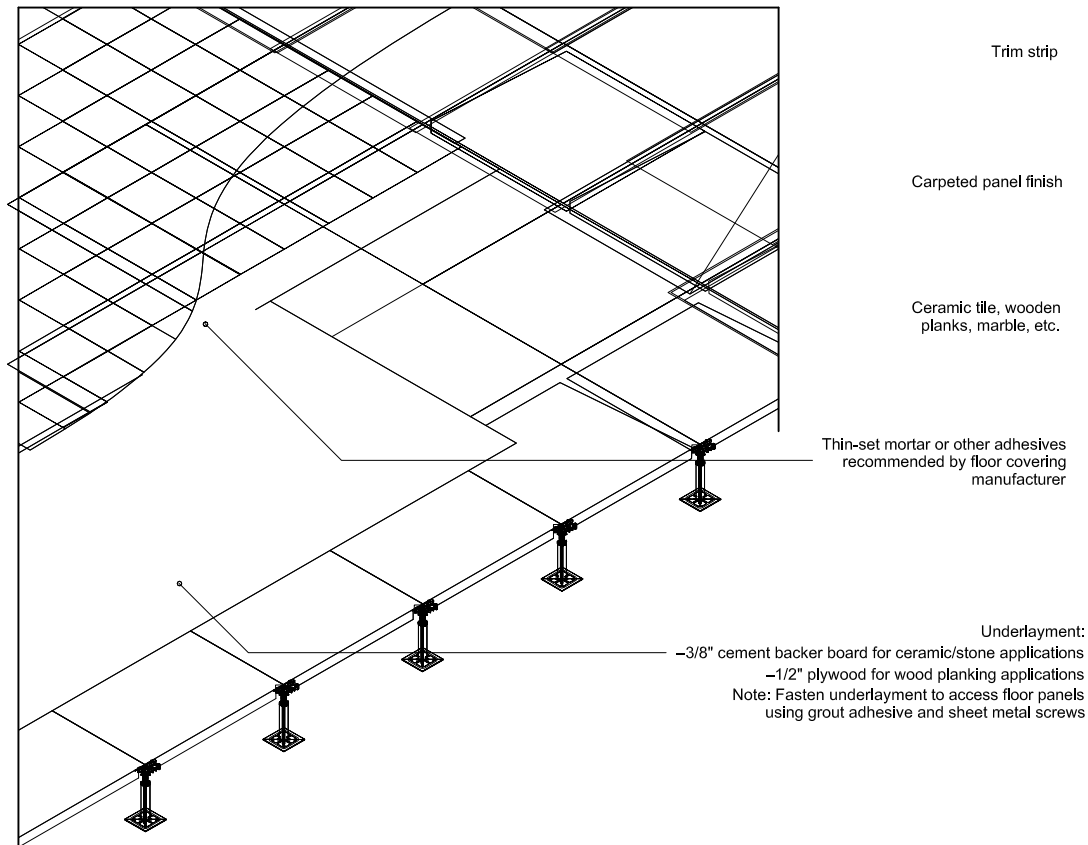 Trim strip
Carpeted panel finish
Ceramic tile, wooden
planks, marble, etc.
Thin-set mortar or other adhesives
recommended by floor covering
manufacturer
Underlayment:
–3/8" cement backer board for ceramic/stone applications
–1/2" plywood for wood planking applications
Note: Fasten underlayment to access floor panels
using grout adhesive and sheet metal screws